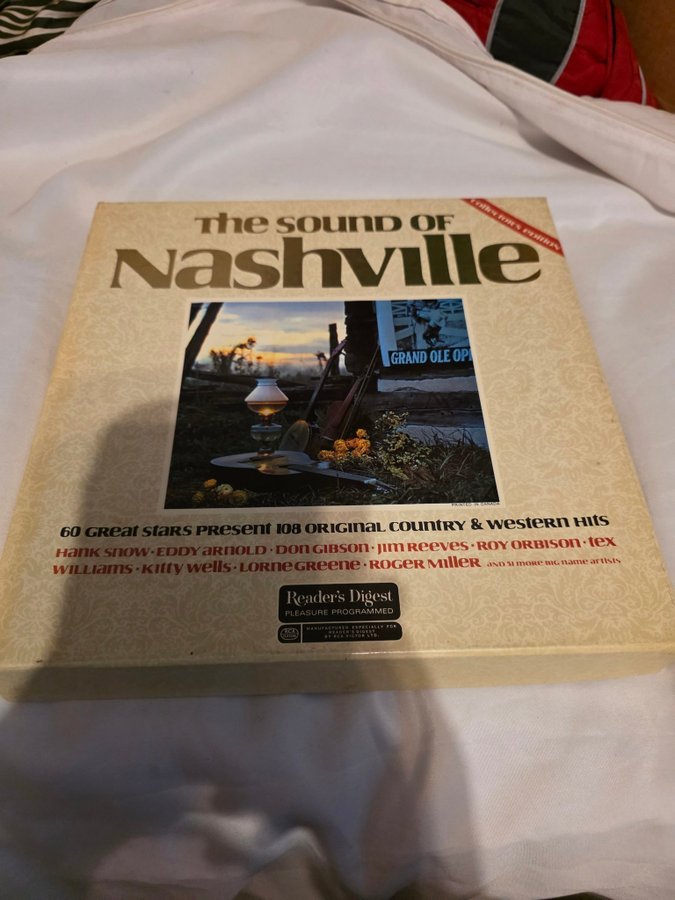 collector's edition
The SOUND OF
Nashville
GRAND OLE OP
PRINTED IN CANADA
60 Great stars Present 108 Original Country & Western Hits
Hank Snow · Eddy Arnold · Don Gibson · Jim Reeves · Roy Orbison · Tex
Williams · Kitty Wells · Lorne Greene · Roger Miller and 51 more big name artists
Reader's Digest
PLEASURE PROGRAMMED
RCA
MANUFACTURED ESPECIALLY FOR
READER'S DIGEST
BY RCA VICTOR LTD.